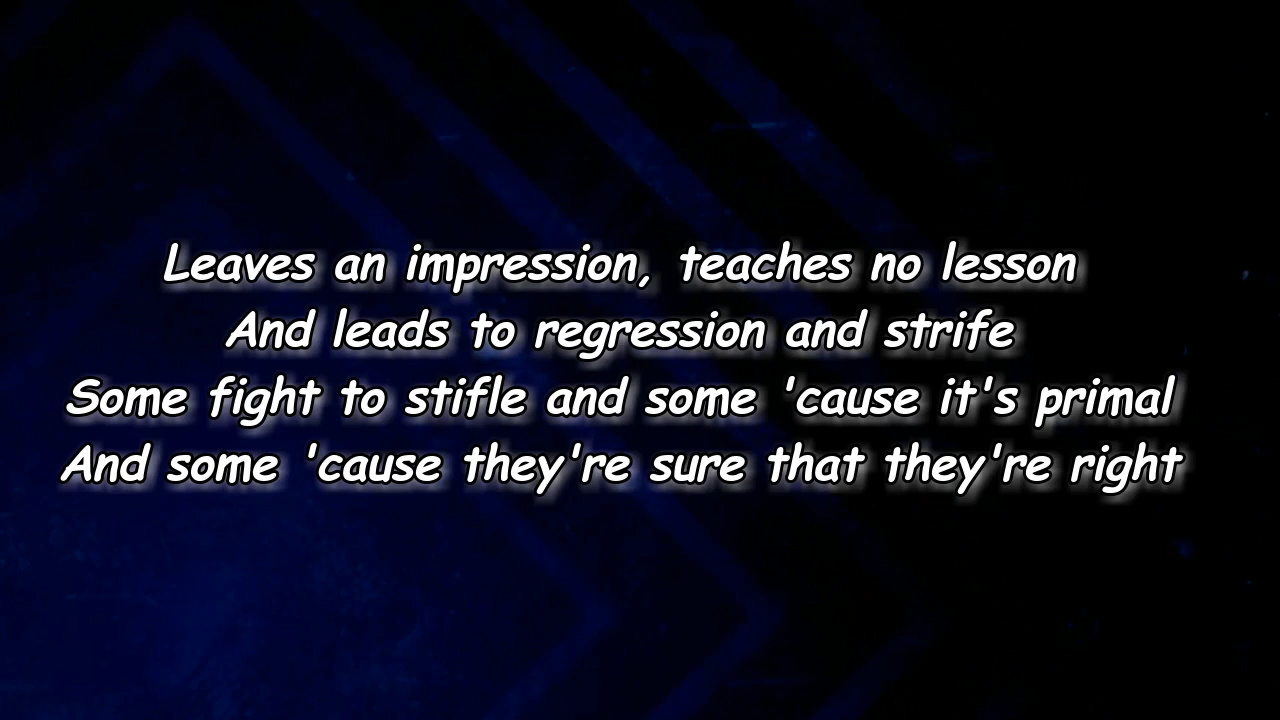 Leaves an impression, teaches no lesson
And leads to regression and strife
Some fight to stifle and some 'cause it's primal
And some 'cause they're sure that they're right